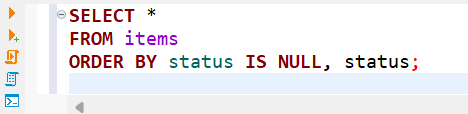 SELECT *
FROM items
ORDER BY status IS NULL, status;